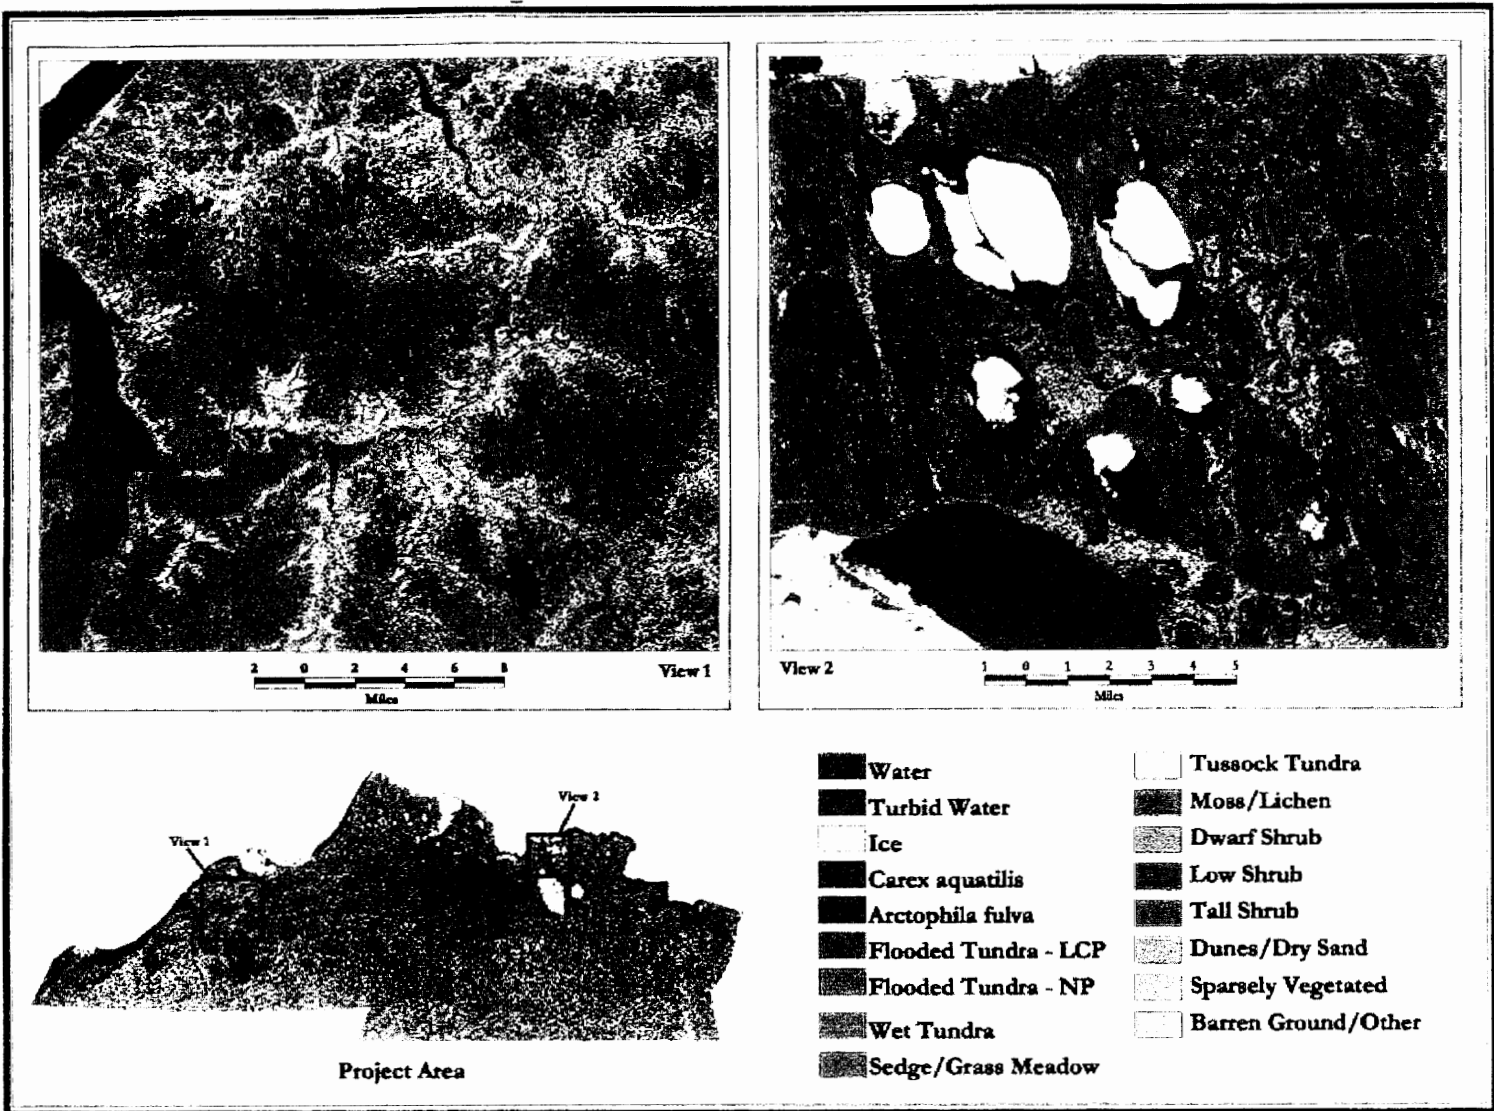 2 0 2 4 6 8
Miles
View 1
View 2
1 0 1 2 3 4 5
Miles
View 1
View 2
Project Area
Water
Turbid Water
Ice
Carex aquatilis
Arctophila fulva
Flooded Tundra - LCP
Flooded Tundra - NP
Wet Tundra
Sedge/Grass Meadow
Tussock Tundra
Moss/Lichen
Dwarf Shrub
Low Shrub
Tall Shrub
Dunes/Dry Sand
Sparsely Vegetated
Barren Ground/Other